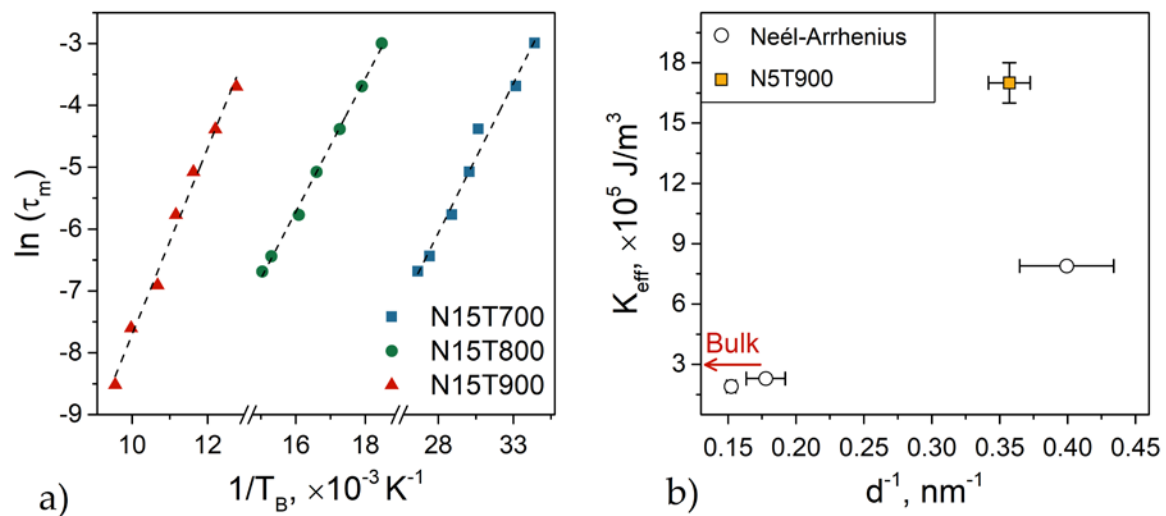 -3
-4
-5
-6
-7
-8
-9
ln (τm)
N15T700
N15T800
N15T900
10 12 16 18 28 33
1/TB, ×10-3 K-1
a)
18
15
12
9
6
3
Keff, ×105 J/m3
Neél-Arrhenius
N5T900
Bulk
0.15 0.20 0.25 0.30 0.35 0.40 0.45
d-1, nm-1
b)